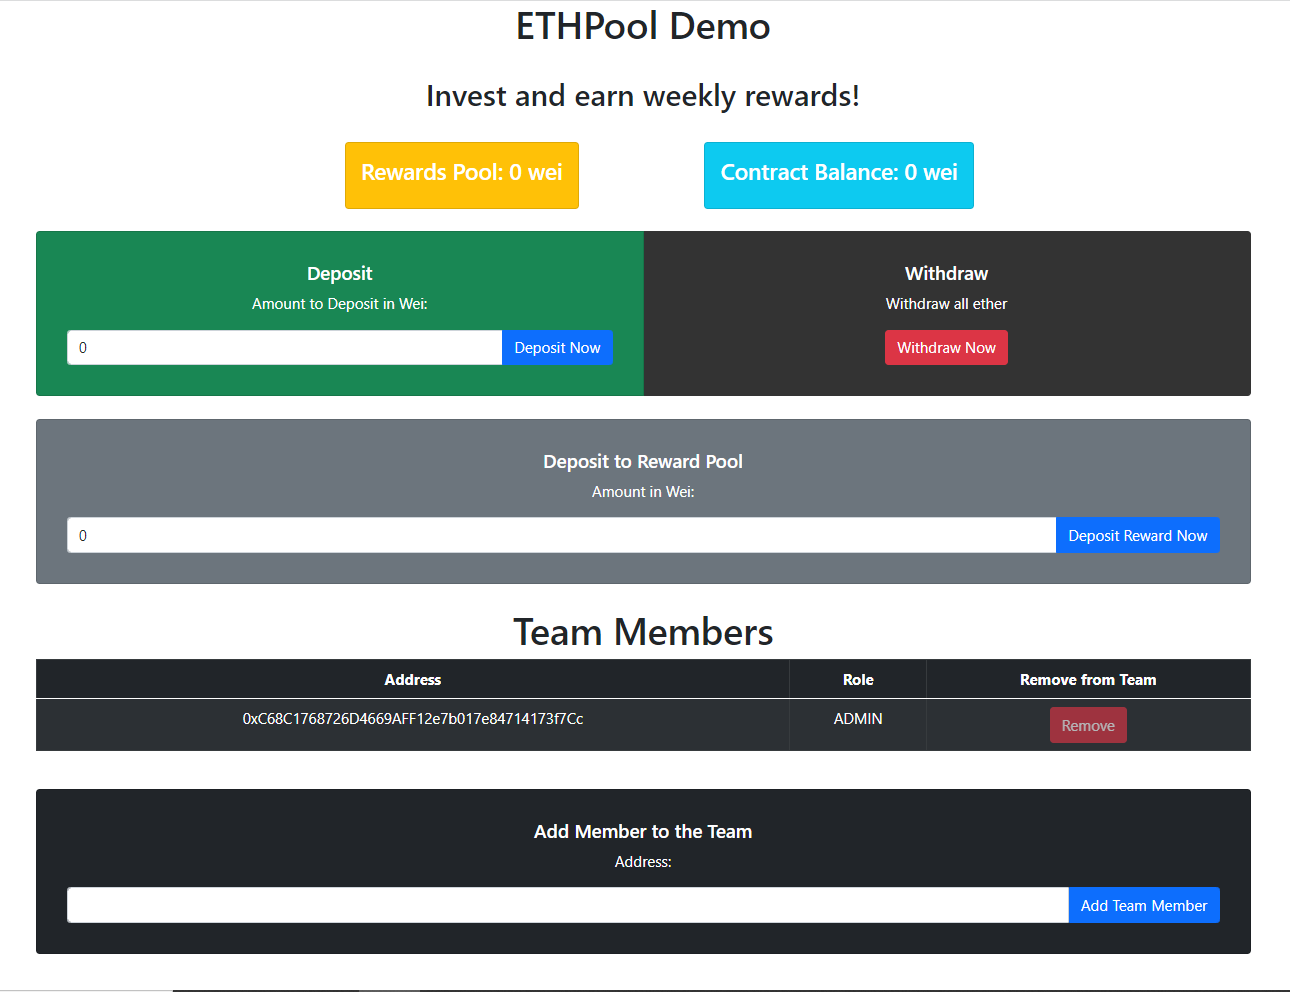 ETHPool Demo
Invest and earn weekly rewards!
Rewards Pool: 0 wei
Contract Balance: 0 wei
Deposit
Amount to Deposit in Wei:
0
Deposit Now
Withdraw
Withdraw all ether
Withdraw Now
Deposit to Reward Pool
Amount in Wei:
0
Deposit Reward Now
Team Members
Address Role Remove from Team
0xC68C1768726D4669AFF12e7b017e84714173f7Cc ADMIN Remove
Add Member to the Team
Address:
Add Team Member